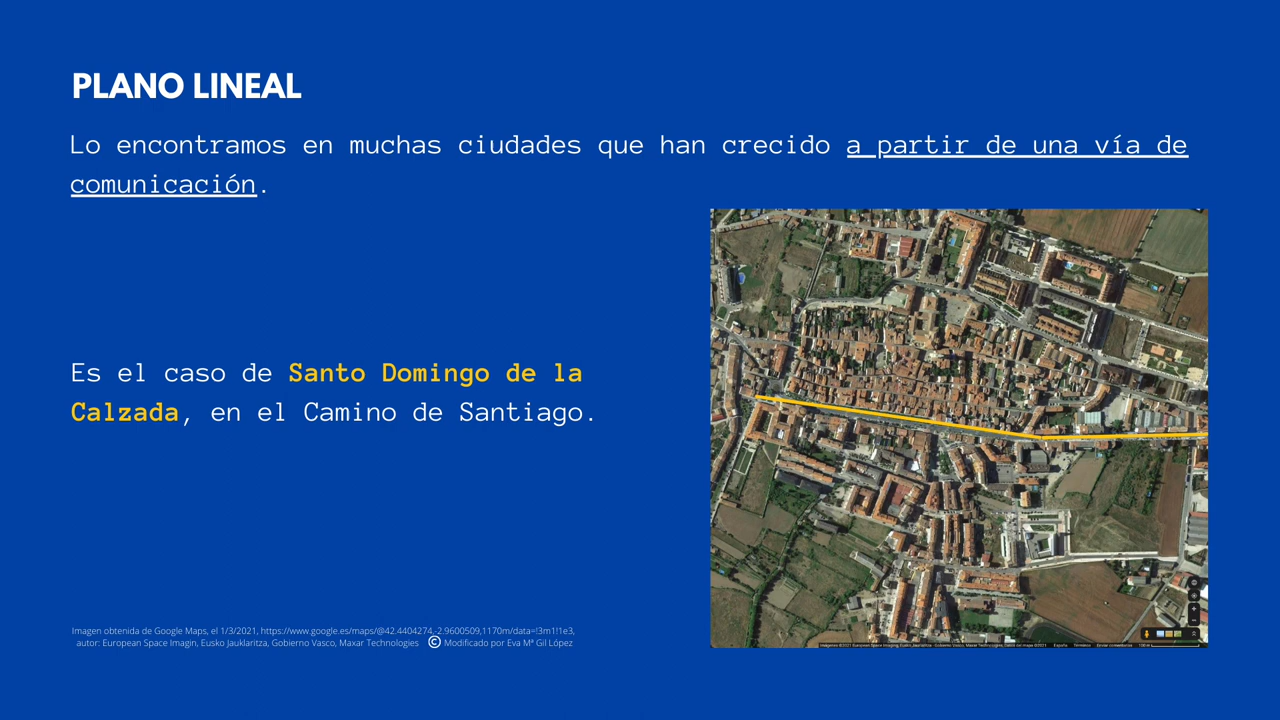 PLANO LINEAL
Lo encontramos en muchas ciudades que han crecido a partir de una vía de
comunicación.
Es el caso de Santo Domingo de la
Calzada, en el Camino de Santiago.
Imagen obtenida de Google Maps, el 1/3/2021, https://www.google.es/maps/@42.4404274,-2.9600509,1170m/data=!3m1!1e3,
autor: European Space Imagin, Eusko Jauklaritza, Gobierno Vasco, Maxar Technologies © Modificado por Eva Mª Gil López